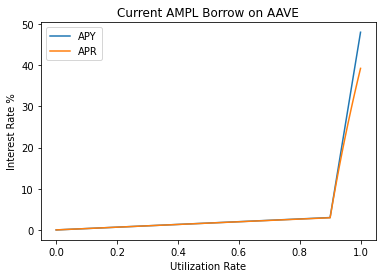 Current AMPL Borrow on AAVE
APY
APR
Interest Rate %
50
40
30
20
10
0
0.0 0.2 0.4 0.6 0.8 1.0
Utilization Rate